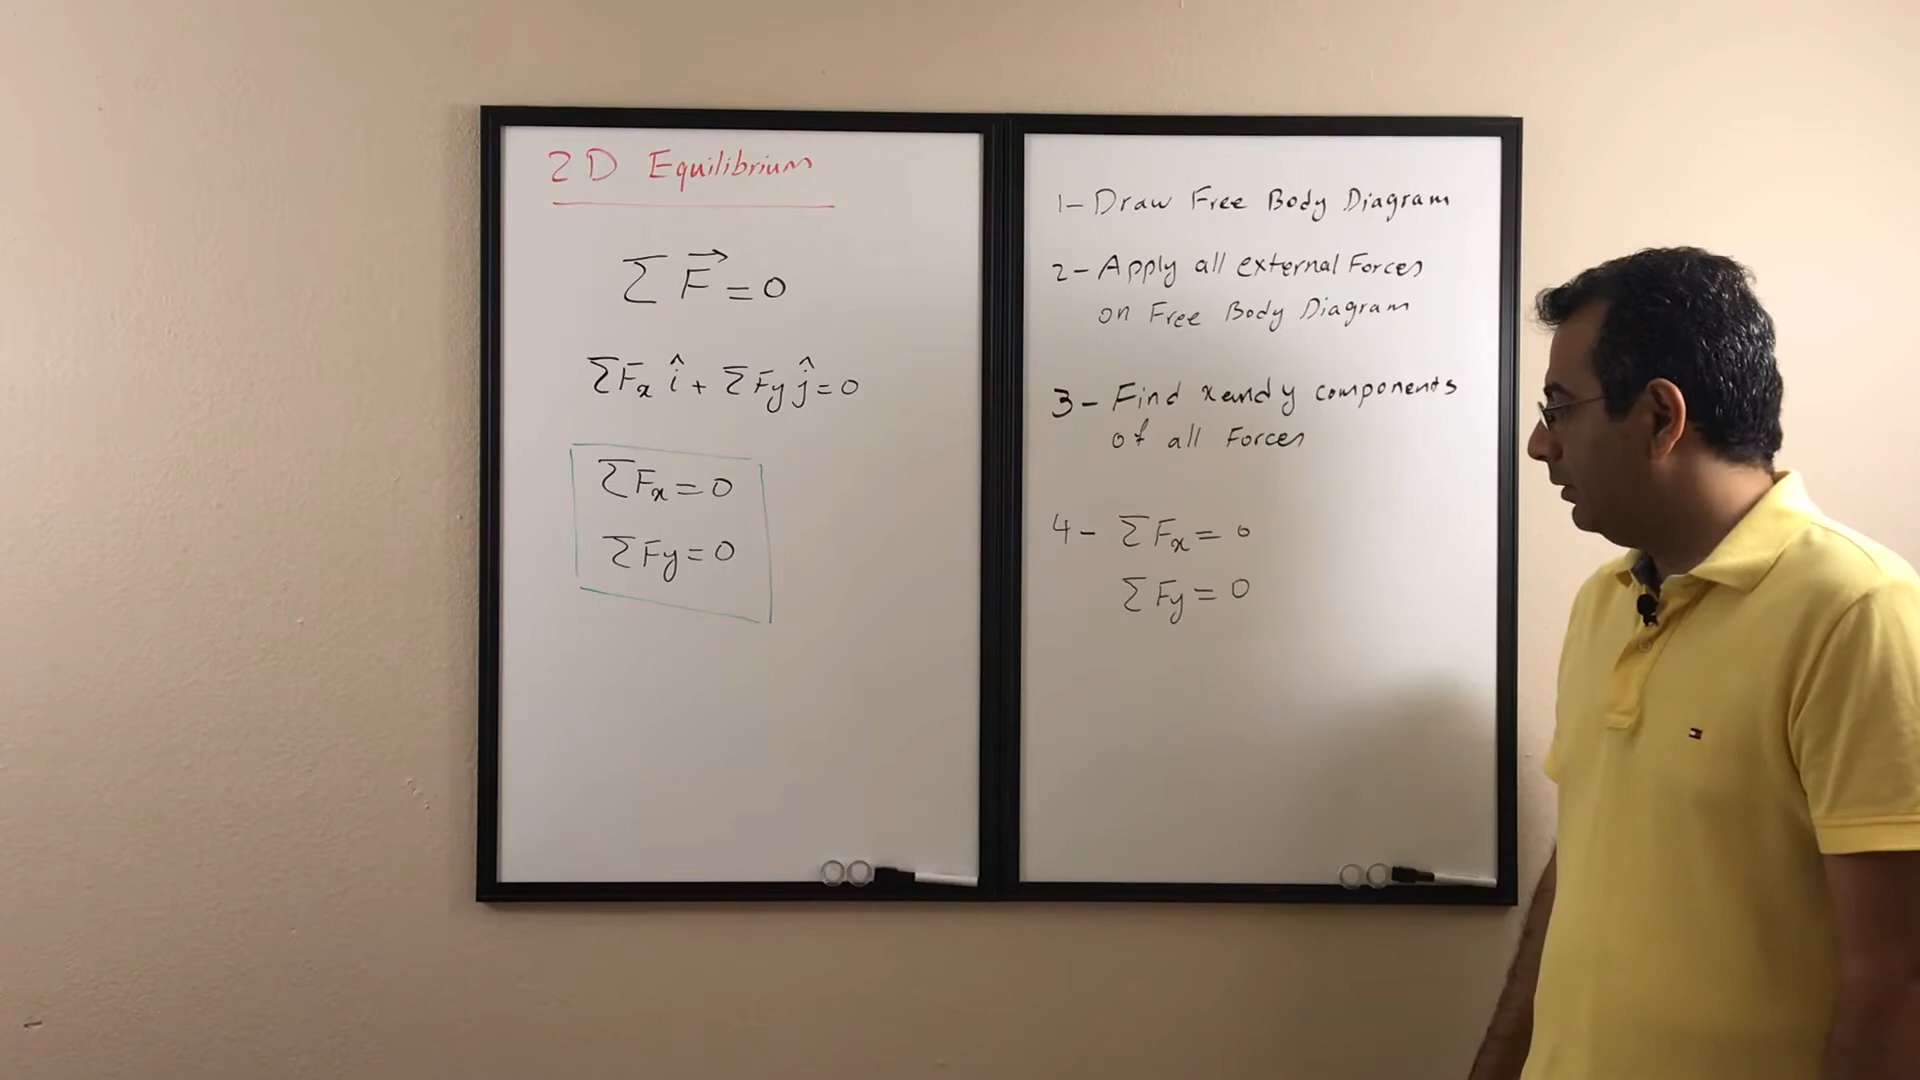 2D Equilibrium
Σ F⃗ = 0
ΣFx î + ΣFy ĵ = 0
ΣFx = 0
ΣFy = 0
1- Draw Free Body Diagram
2- Apply all external Forces
on Free Body Diagram
3- Find x and y components
of all Forces
4- ΣFx = 0
ΣFy = 0